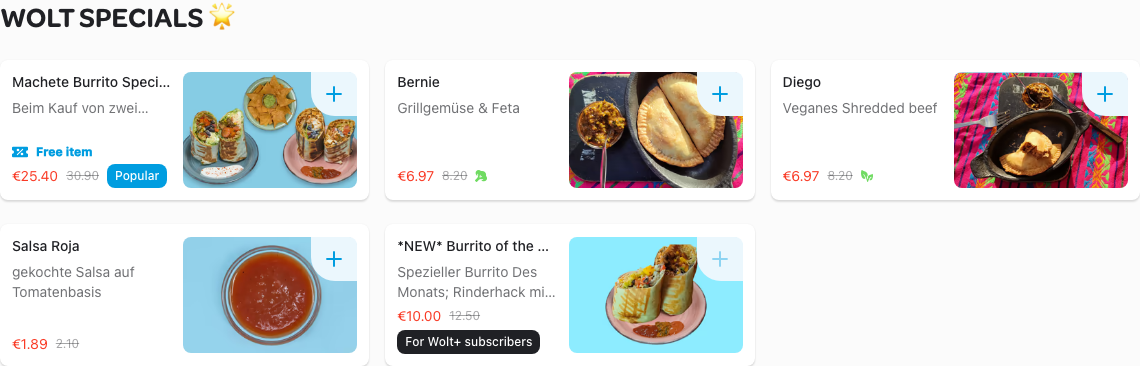 WOLT SPECIALS 🌟
Machete Burrito Speci...
Beim Kauf von zwei...
Free item
€25.40 30.90 Popular
Bernie
Grillgemüse & Feta
€6.97 8.20
Diego
Veganes Shredded beef
€6.97 8.20
Salsa Roja
gekochte Salsa auf
Tomatenbasis
€1.89 2.10
*NEW* Burrito of the ...
Spezieller Burrito Des
Monats; Rinderhack mi...
€10.00 12.50
For Wolt+ subscribers